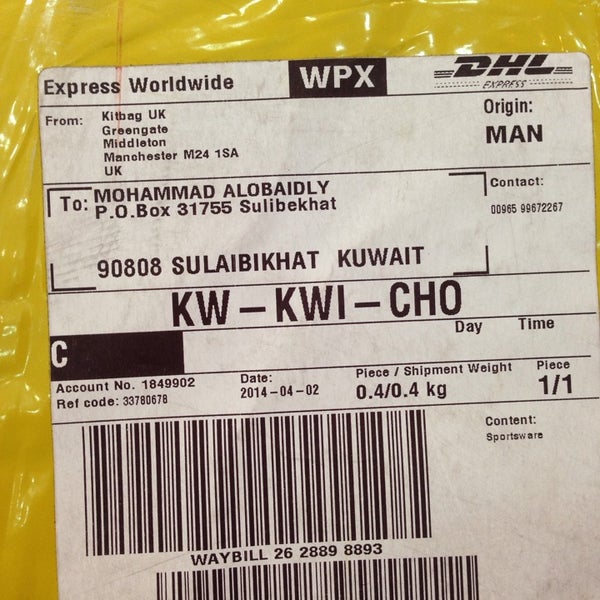 Express Worldwide
WPX
DHL
EXPRESS
From:
Kitbag UK
Greengate
Middleton
Manchester M24 1SA
UK
Origin:
MAN
To:
MOHAMMAD ALOBAIDLY
P.O.Box 31755 Sulibekhat
90808 SULAIBIKHAT KUWAIT
Contact:
00965 99672267
KW-KWI-CHO
Day Time
C
Account No. 1849902
Ref code: 33780678
Date:
2014-04-02
Piece / Shipment Weight
0.4/0.4 kg
Piece
1/1
Content:
Sportsware
WAYBILL 26 2889 8893